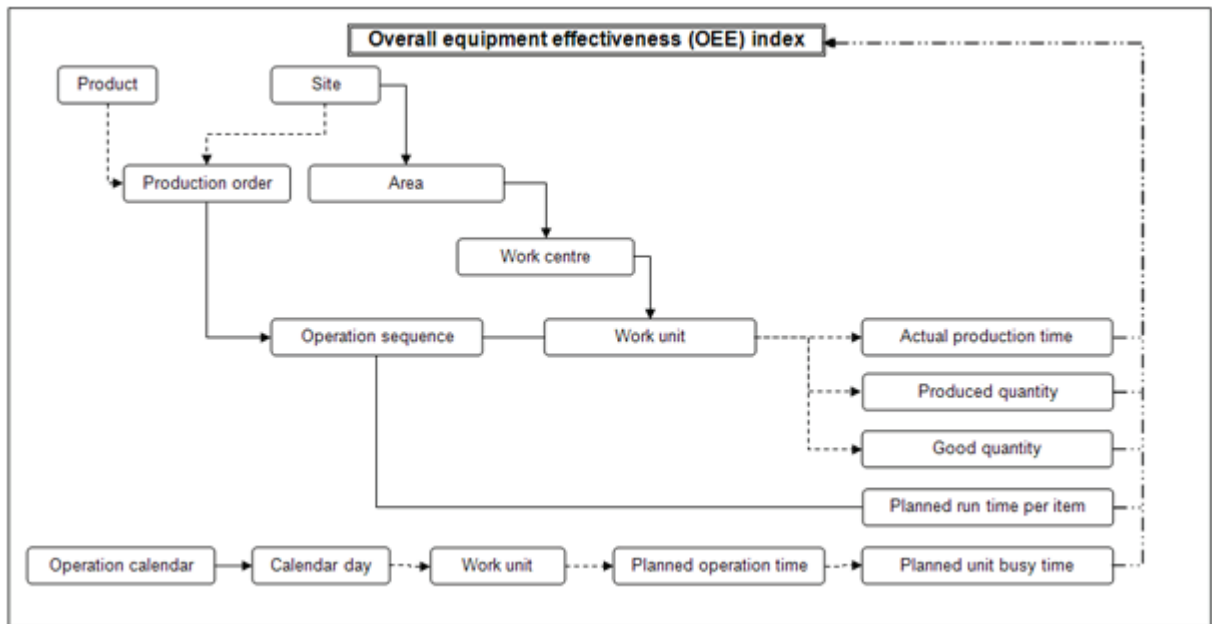 Overall equipment effectiveness (OEE) index
Product
Site
Production order
Area
Work centre
Operation sequence
Work unit
Actual production time
Produced quantity
Good quantity
Planned run time per item
Operation calendar
Calendar day
Work unit
Planned operation time
Planned unit busy time